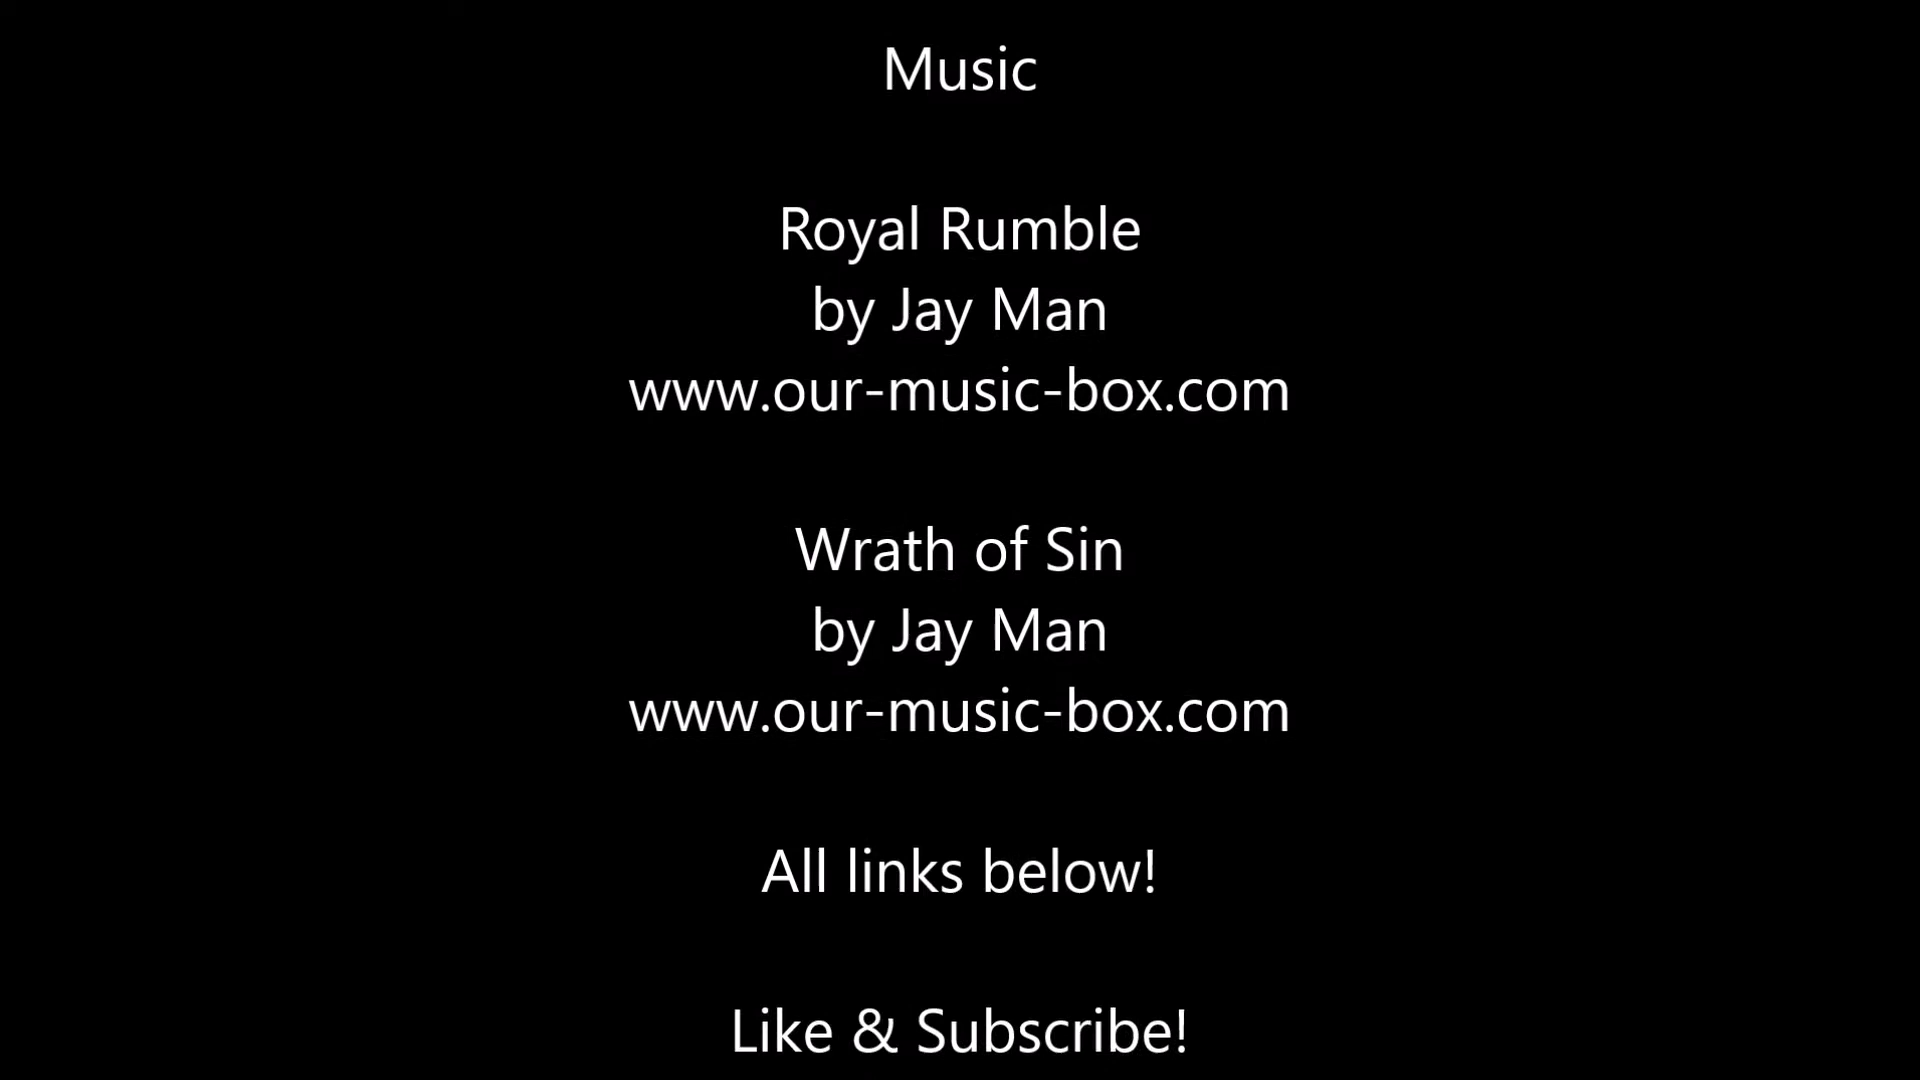 Music
Royal Rumble
by Jay Man
www.our-music-box.com
Wrath of Sin
by Jay Man
www.our-music-box.com
All links below!
Like & Subscribe!